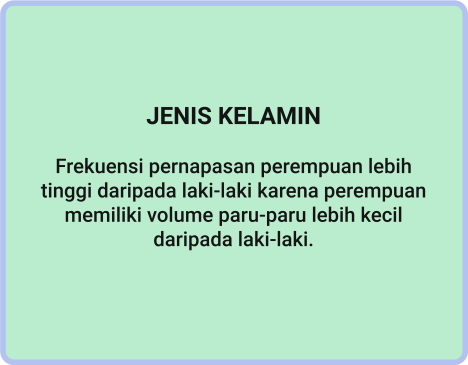 JENIS KELAMIN
Frekuensi pernapasan perempuan lebih
tinggi daripada laki-laki karena perempuan
memiliki volume paru-paru lebih kecil
daripada laki-laki.